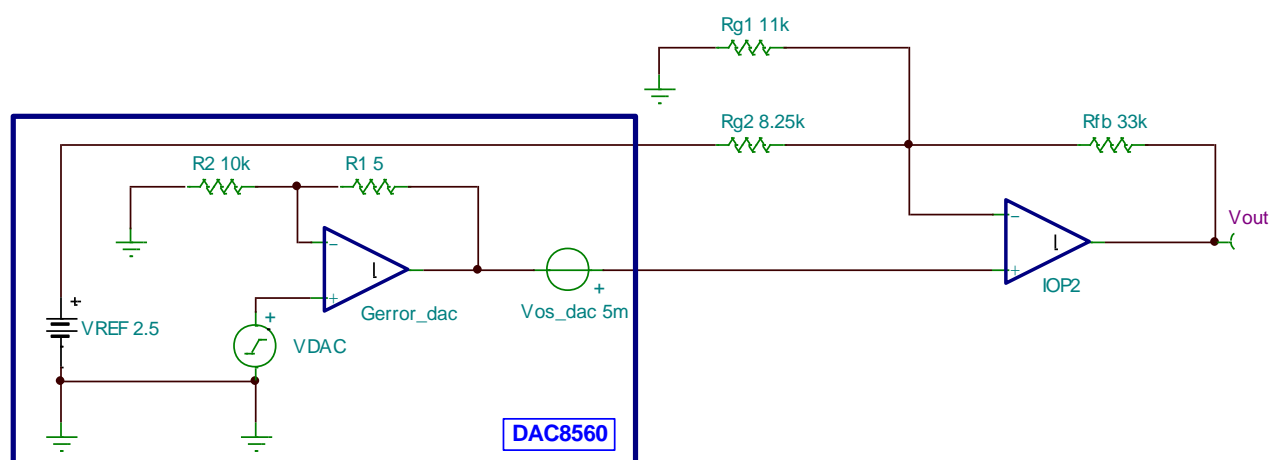 Rg1 11k
Rg2 8.25k
Rfb 33k
R2 10k
R1 5
Vout
VREF 2.5
VDAC
Gerror_dac
Vos_dac 5m
IOP2
DAC8560